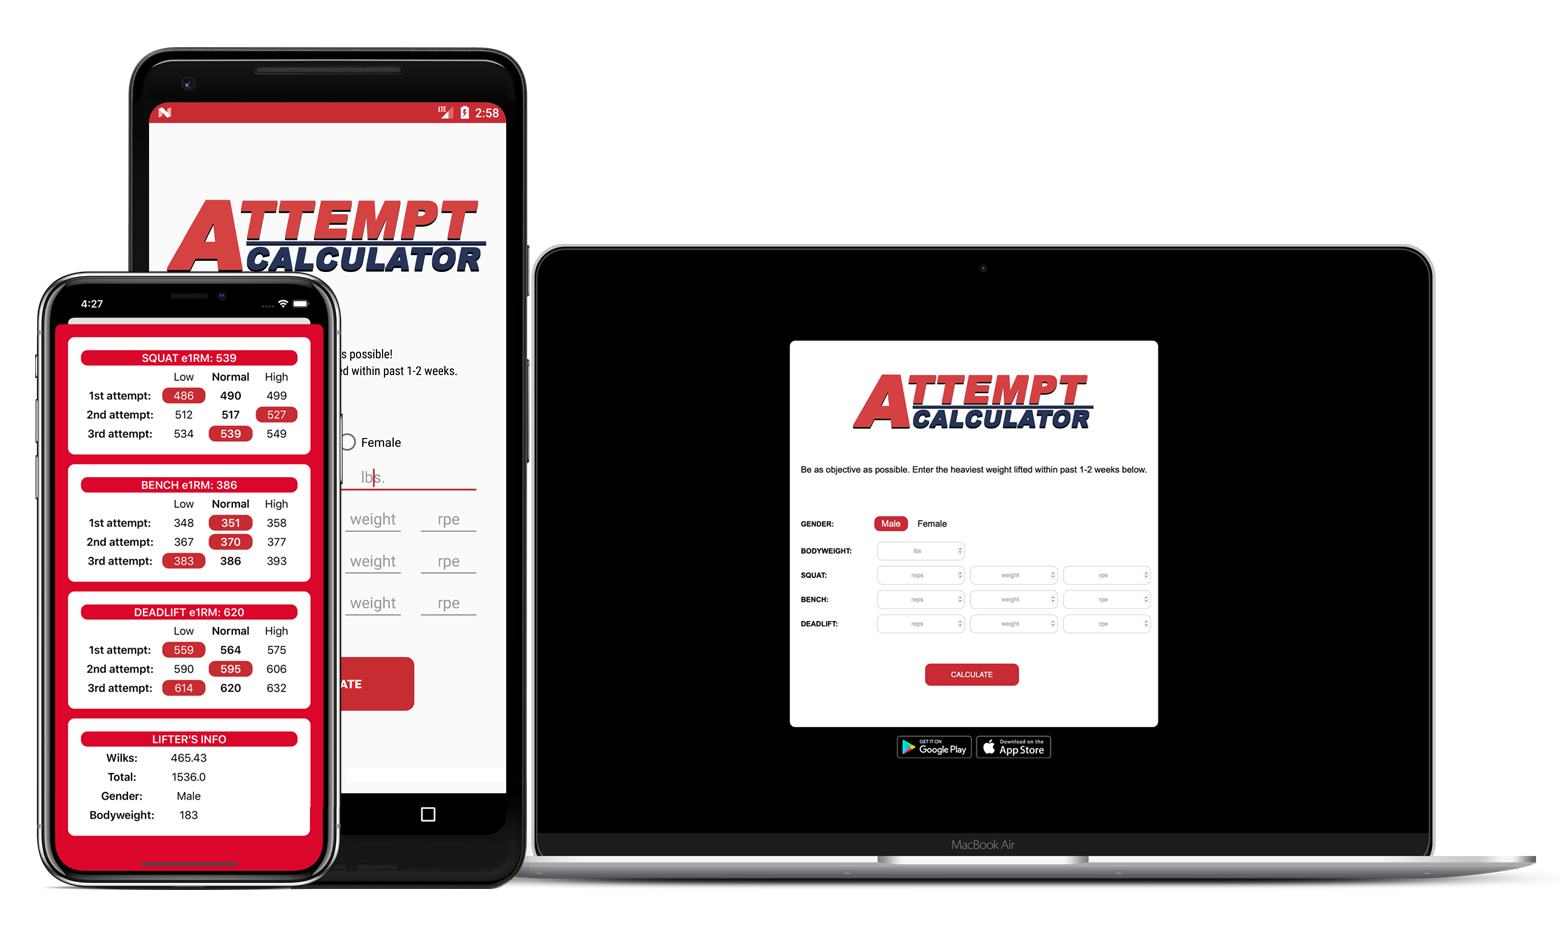 2:58
ATTEMPT
CALCULATOR
s possible!
ed within past 1-2 weeks.
Female
lbs.
weight rpe
weight rpe
weight rpe
ATE
4:27
SQUAT e1RM: 539
Low Normal High
1st attempt: 486 490 499
2nd attempt: 512 517 527
3rd attempt: 534 539 549
BENCH e1RM: 386
Low Normal High
1st attempt: 348 351 358
2nd attempt: 367 370 377
3rd attempt: 383 386 393
DEADLIFT e1RM: 620
Low Normal High
1st attempt: 559 564 575
2nd attempt: 590 595 606
3rd attempt: 614 620 632
LIFTER'S INFO
Wilks: 465.43
Total: 1536.0
Gender: Male
Bodyweight: 183
ATTEMPT
CALCULATOR
Be as objective as possible. Enter the heaviest weight lifted within past 1-2 weeks below.
GENDER: Male Female
BODYWEIGHT: lbs
SQUAT: reps weight rpe
BENCH: reps weight rpe
DEADLIFT: reps weight rpe
CALCULATE
GET IT ON
Google Play
Download on the
App Store
MacBook Air
LTE